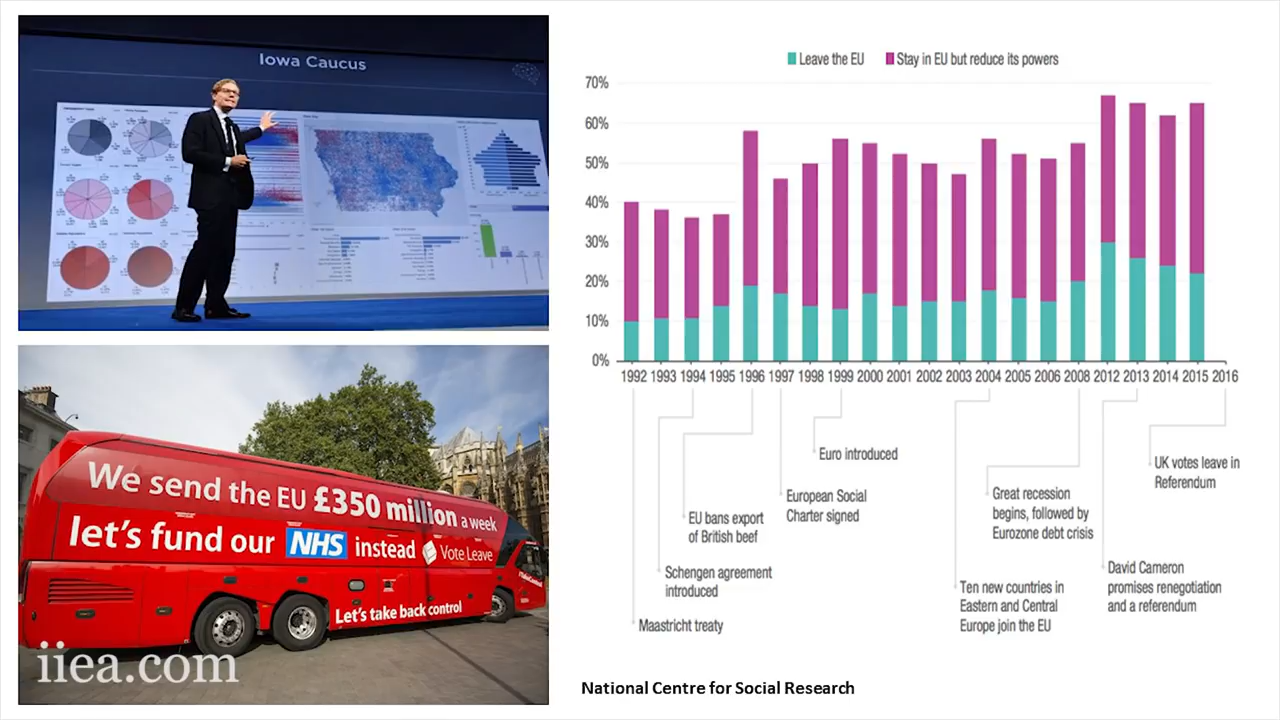 Iowa Caucus
We send the EU £350 million a week
let's fund our NHS instead Vote Leave
Let's take back control
iiea.com
Leave the EU Stay in EU but reduce its powers
70%
60%
50%
40%
30%
20%
10%
0%
1992 1993 1994 1995 1996 1997 1998 1999 2000 2001 2002 2003 2004 2005 2006 2008 2012 2013 2014 2015 2016
Euro introduced
UK votes leave in
Referendum
European Social
Charter signed
Great recession
begins, followed by
Eurozone debt crisis
EU bans export
of British beef
Schengen agreement
introduced
David Cameron
promises renegotiation
and a referendum
Ten new countries in
Eastern and Central
Europe join the EU
Maastricht treaty
National Centre for Social Research